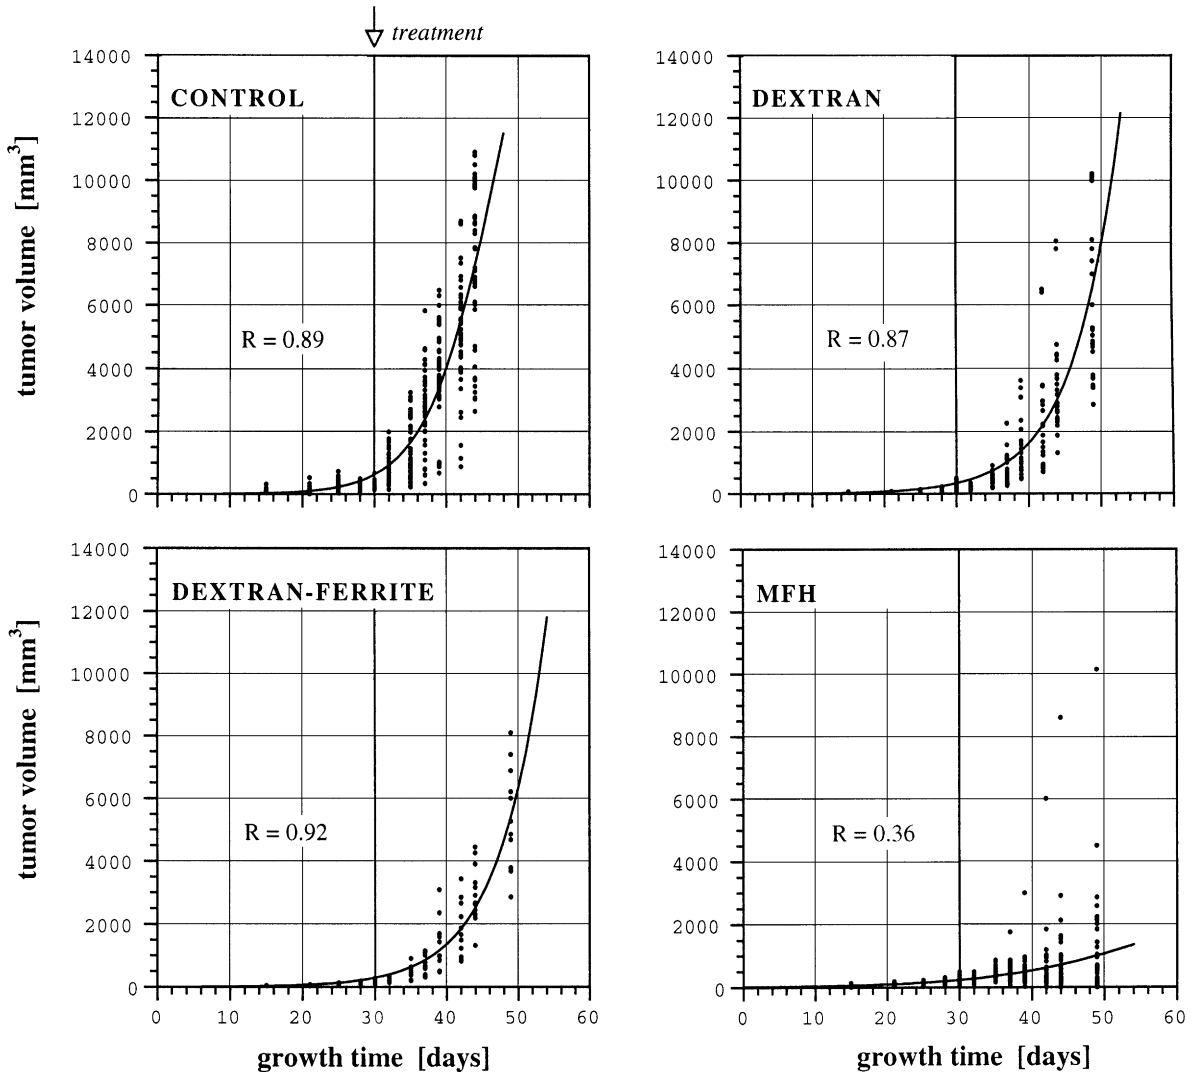 treatment
14000
12000
10000
8000
6000
4000
2000
0
CONTROL
R = 0.89
tumor volume [mm³]
14000
12000
10000
8000
6000
4000
2000
0
DEXTRAN
R = 0.87
14000
12000
10000
8000
6000
4000
2000
0
DEXTRAN-FERRITE
R = 0.92
tumor volume [mm³]
0 10 20 30 40 50 60
growth time [days]
14000
12000
10000
8000
6000
4000
2000
0
MFH
R = 0.36
0 10 20 30 40 50 60
growth time [days]